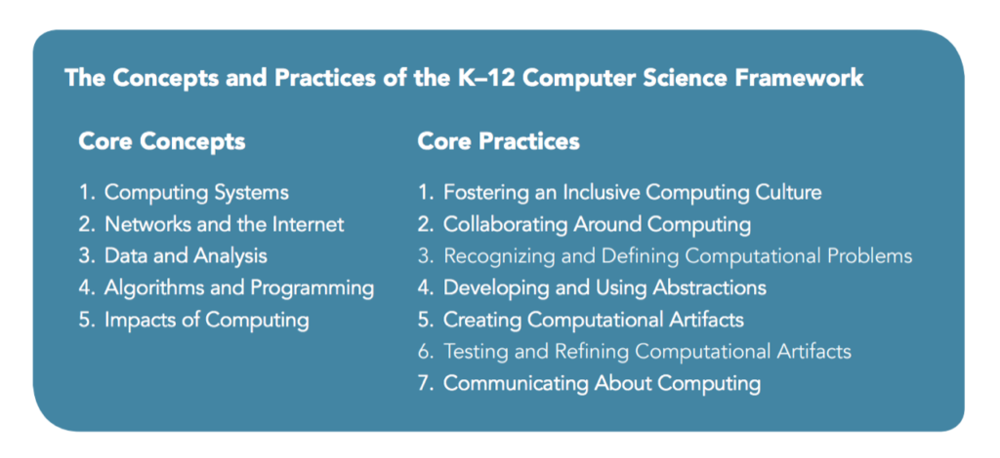 The Concepts and Practices of the K–12 Computer Science Framework
Core Concepts
1. Computing Systems
2. Networks and the Internet
3. Data and Analysis
4. Algorithms and Programming
5. Impacts of Computing
Core Practices
1. Fostering an Inclusive Computing Culture
2. Collaborating Around Computing
3. Recognizing and Defining Computational Problems
4. Developing and Using Abstractions
5. Creating Computational Artifacts
6. Testing and Refining Computational Artifacts
7. Communicating About Computing